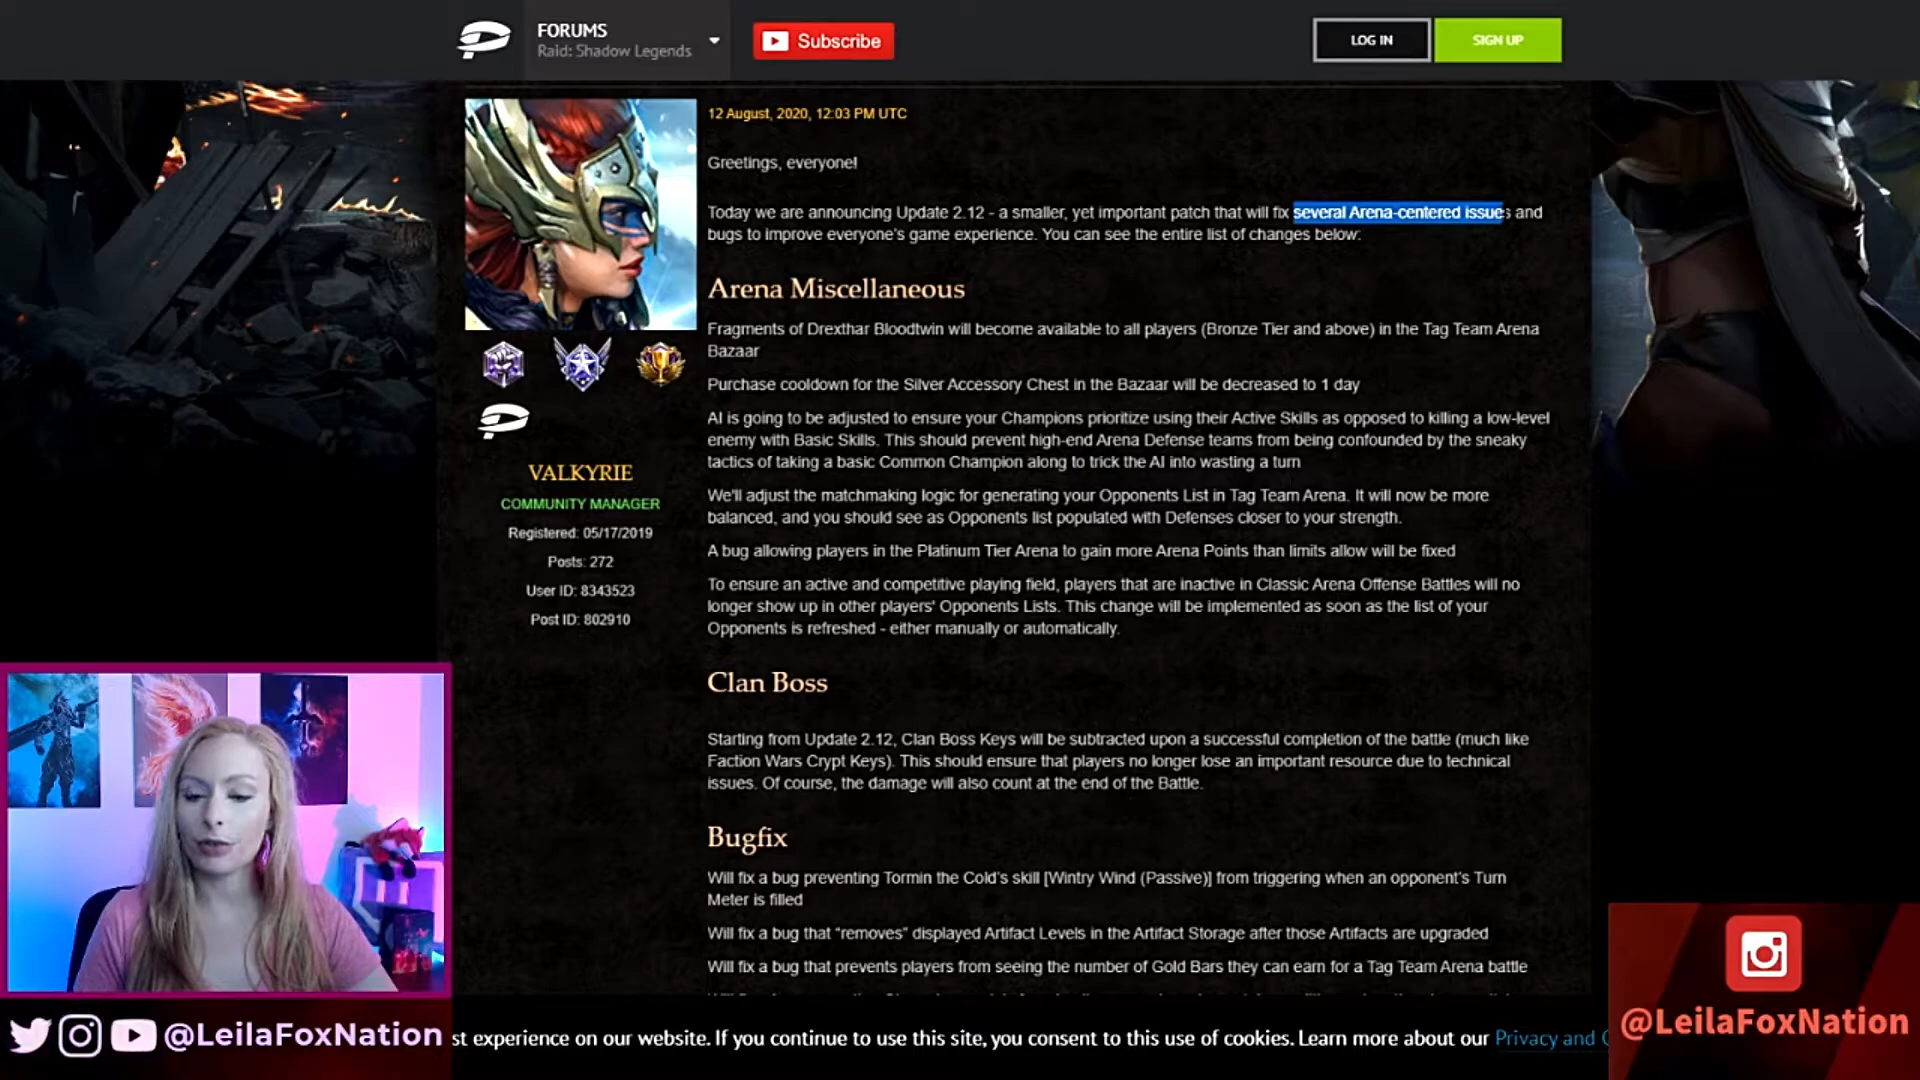 FORUMS
Raid: Shadow Legends
Subscribe
LOG IN
SIGN UP
12 August, 2020, 12:03 PM UTC
Greetings, everyone!
Today we are announcing Update 2.12 - a smaller, yet important patch that will fix several Arena-centered issues and
bugs to improve everyone's game experience. You can see the entire list of changes below:
Arena Miscellaneous
Fragments of Drexthar Bloodtwin will become available to all players (Bronze Tier and above) in the Tag Team Arena
Bazaar
Purchase cooldown for the Silver Accessory Chest in the Bazaar will be decreased to 1 day
AI is going to be adjusted to ensure your Champions prioritize using their Active Skills as opposed to killing a low-level
enemy with Basic Skills. This should prevent high-end Arena Defense teams from being confounded by the sneaky
tactics of taking a basic Common Champion along to trick the AI into wasting a turn
We'll adjust the matchmaking logic for generating your Opponents List in Tag Team Arena. It will now be more
balanced, and you should see as Opponents list populated with Defenses closer to your strength.
A bug allowing players in the Platinum Tier Arena to gain more Arena Points than limits allow will be fixed
To ensure an active and competitive playing field, players that are inactive in Classic Arena Offense Battles will no
longer show up in other players' Opponents Lists. This change will be implemented as soon as the list of your
Opponents is refreshed - either manually or automatically.
VALKYRIE
COMMUNITY MANAGER
Registered: 05/17/2019
Posts: 272
User ID: 8343523
Post ID: 802910
Clan Boss
Starting from Update 2.12, Clan Boss Keys will be subtracted upon a successful completion of the battle (much like
Faction Wars Crypt Keys). This should ensure that players no longer lose an important resource due to technical
issues. Of course, the damage will also count at the end of the Battle.
Bugfix
Will fix a bug preventing Tormin the Cold's skill [Wintry Wind (Passive)] from triggering when an opponent's Turn
Meter is filled
Will fix a bug that "removes" displayed Artifact Levels in the Artifact Storage after those Artifacts are upgraded
Will fix a bug that prevents players from seeing the number of Gold Bars they can earn for a Tag Team Arena battle
@LeilaFoxNation
st experience on our website. If you continue to use this site, you consent to this use of cookies. Learn more about our Privacy and
@LeilaFoxNation